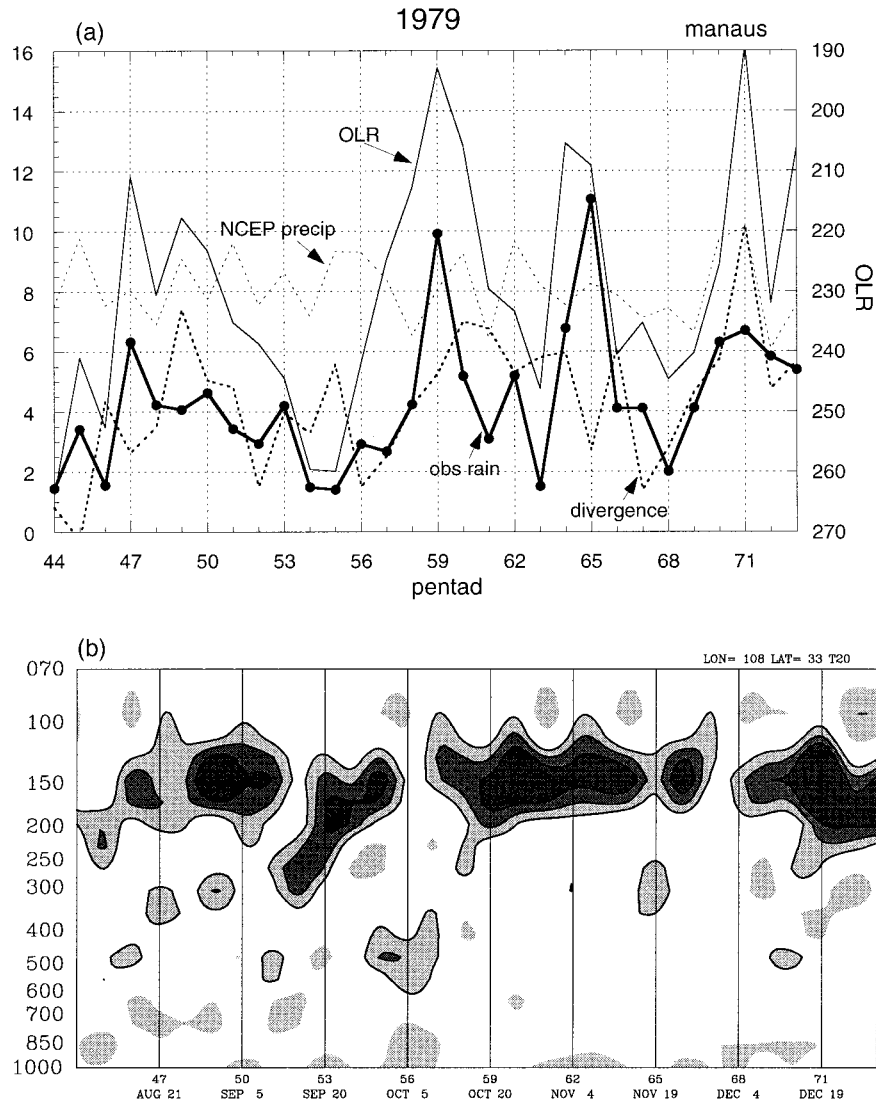 1979
(a)
manaus
16
14
12
10
8
6
4
2
0
190
200
210
220
230
240
250
260
270
OLR
OLR
NCEP precip
obs rain
divergence
44
47
50
53
56
59
62
65
68
71
pentad
(b)
LON= 108 LAT= 33 T20
070
100
150
200
250
300
400
500
600
700
850
1000
47
50
53
56
59
62
65
68
71
AUG 21
SEP 5
SEP 20
OCT 5
OCT 20
NOV 4
NOV 19
DEC 4
DEC 19